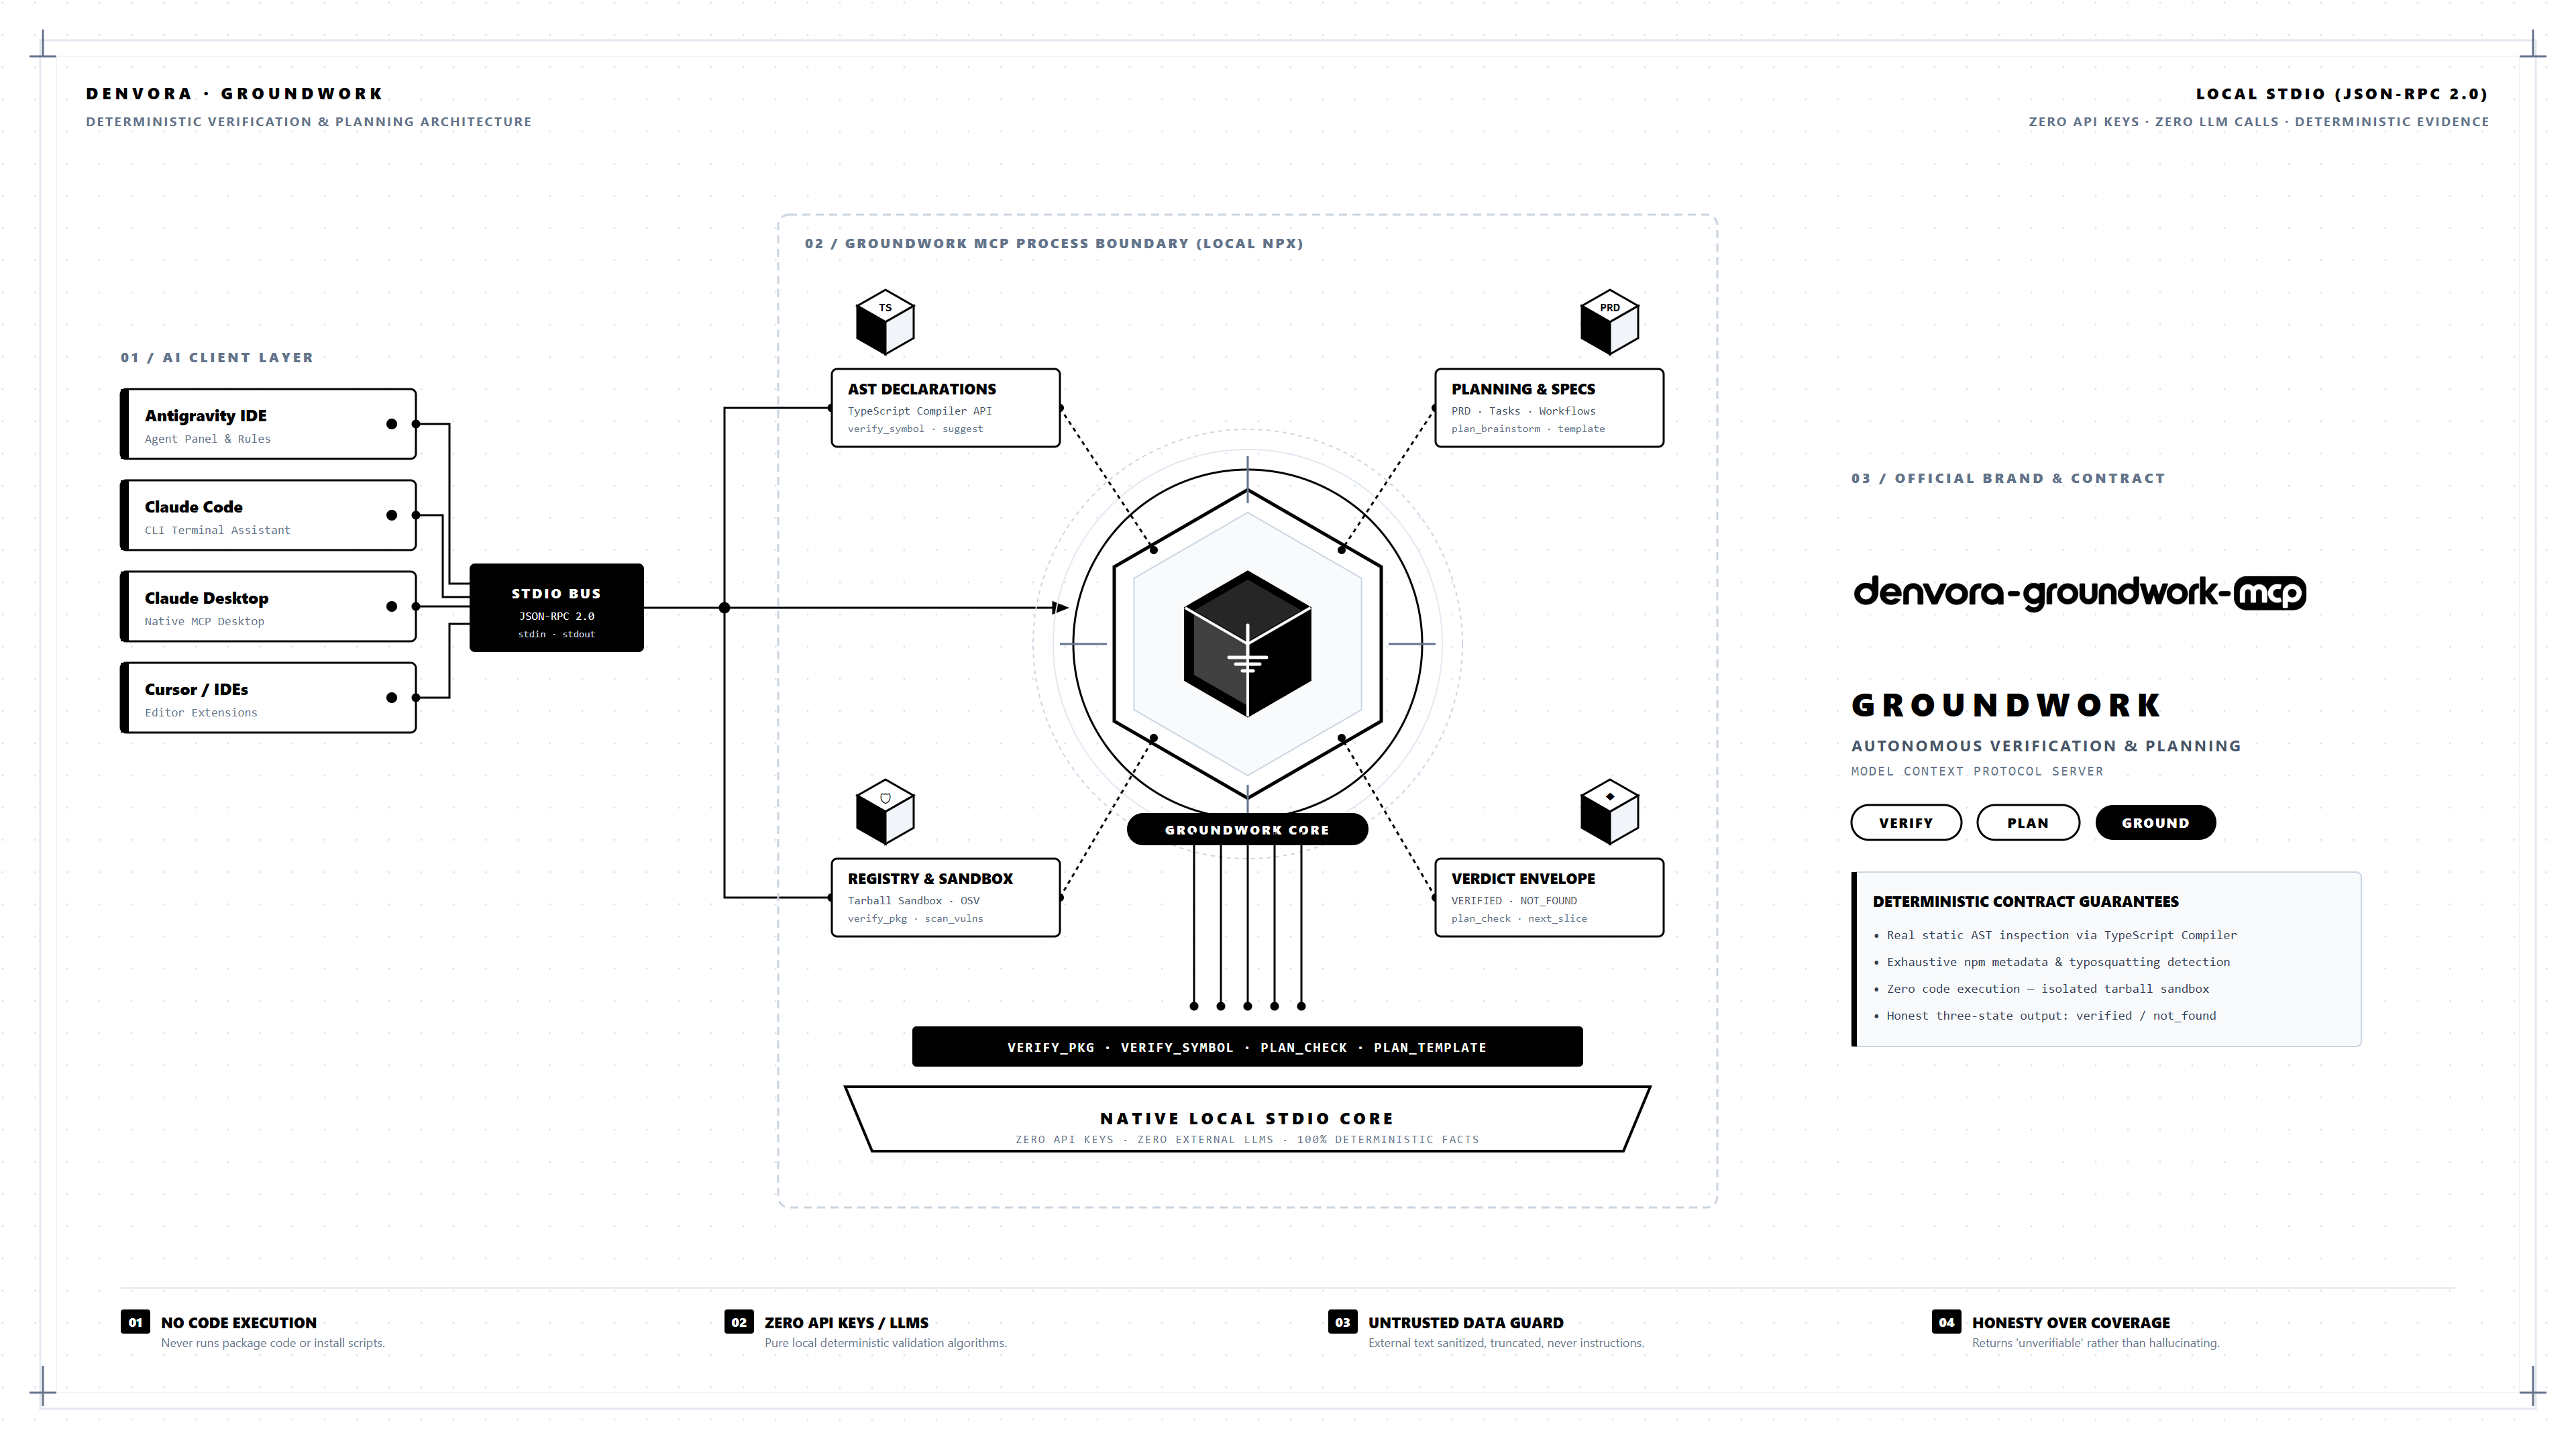 DENVORA · GROUNDWORK
DETERMINISTIC VERIFICATION & PLANNING ARCHITECTURE
LOCAL STDIO (JSON-RPC 2.0)
ZERO API KEYS · ZERO LLM CALLS · DETERMINISTIC EVIDENCE
01 / AI CLIENT LAYER
Antigravity IDE
Agent Panel & Rules
Claude Code
CLI Terminal Assistant
Claude Desktop
Native MCP Desktop
Cursor / IDEs
Editor Extensions
STDIO BUS
JSON-RPC 2.0
stdin · stdout
02 / GROUNDWORK MCP PROCESS BOUNDARY (LOCAL NPX)
TS
AST DECLARATIONS
TypeScript Compiler API
verify_symbol · suggest
PRD
PLANNING & SPECS
PRD · Tasks · Workflows
plan_brainstorm · template
REGISTRY & SANDBOX
Tarball Sandbox · OSV
verify_pkg · scan_vulns
VERDICT ENVELOPE
VERIFIED · NOT_FOUND
plan_check · next_slice
GROUNDWORK CORE
VERIFY_PKG · VERIFY_SYMBOL · PLAN_CHECK · PLAN_TEMPLATE
NATIVE LOCAL STDIO CORE
ZERO API KEYS · ZERO EXTERNAL LLMS · 100% DETERMINISTIC FACTS
03 / OFFICIAL BRAND & CONTRACT
denvora-groundwork-mcp
GROUNDWORK
AUTONOMOUS VERIFICATION & PLANNING
MODEL CONTEXT PROTOCOL SERVER
VERIFY PLAN GROUND
DETERMINISTIC CONTRACT GUARANTEES
• Real static AST inspection via TypeScript Compiler
• Exhaustive npm metadata & typosquatting detection
• Zero code execution — isolated tarball sandbox
• Honest three-state output: verified / not_found
01 NO CODE EXECUTION
Never runs package code or install scripts.
02 ZERO API KEYS / LLMS
Pure local deterministic validation algorithms.
03 UNTRUSTED DATA GUARD
External text sanitized, truncated, never instructions.
04 HONESTY OVER COVERAGE
Returns 'unverifiable' rather than hallucinating.